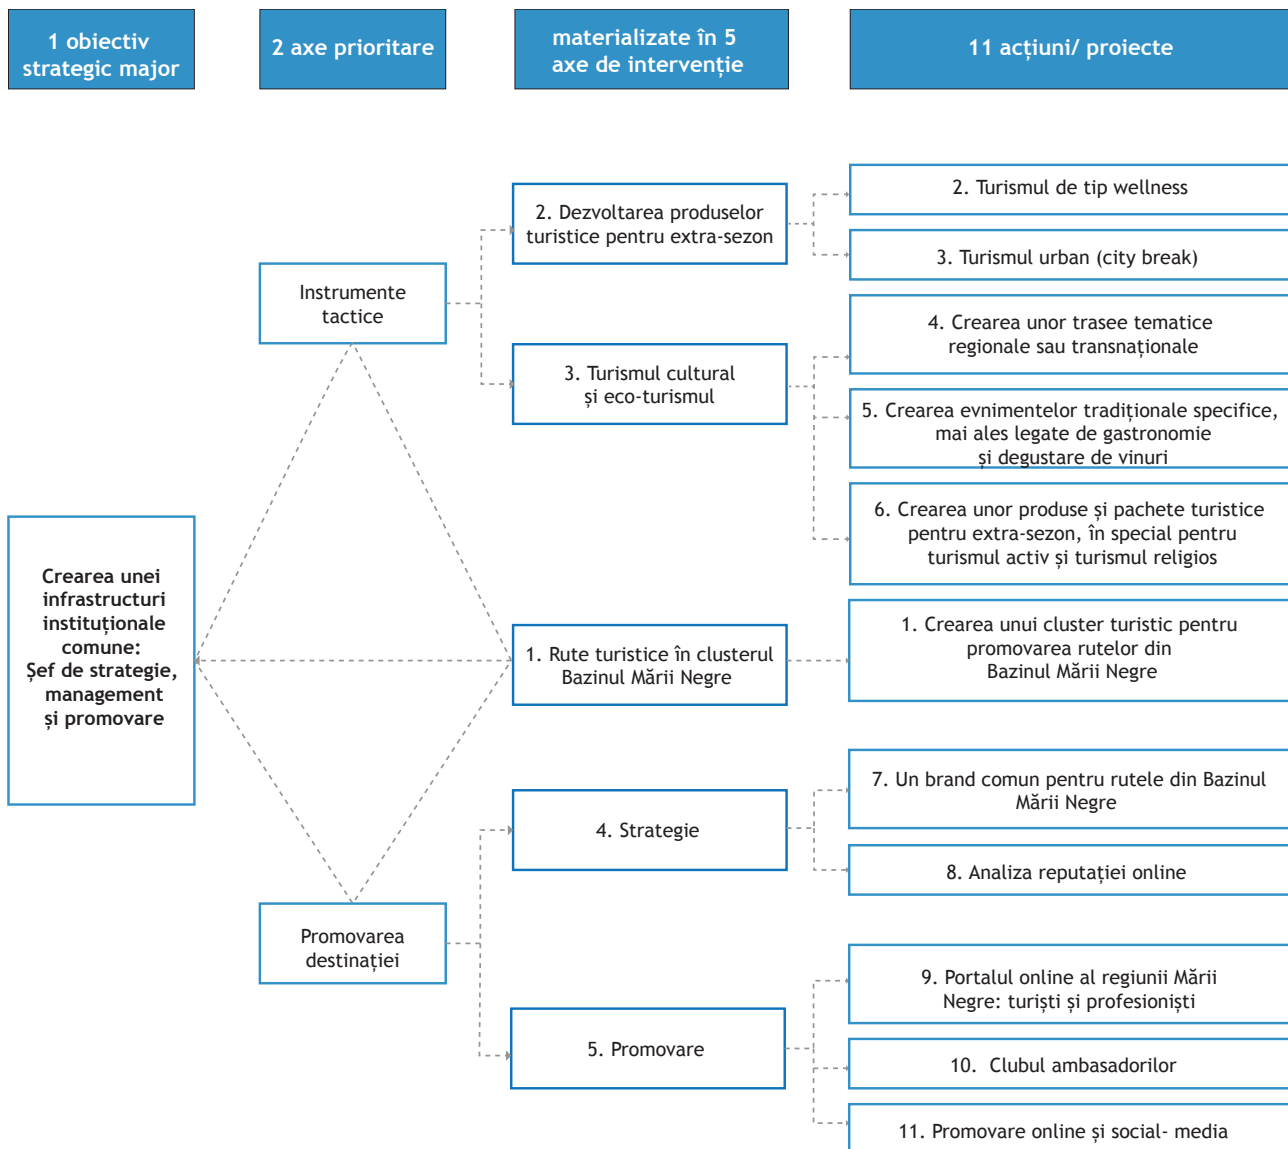 1 obiectiv
strategic major
2 axe prioritare
materializate în 5
axe de intervenție
11 acțiuni/ proiecte
2. Dezvoltarea produselor
turistice pentru extra-sezon
2. Turismul de tip wellness
3. Turismul urban (city break)
Instrumente
tactice
3. Turismul cultural
și eco-turismul
4. Crearea unor trasee tematice
regionale sau transnaționale
5. Crearea evnimentelor tradiționale specifice,
mai ales legate de gastronomie
și degustare de vinuri
6. Crearea unor produse și pachete turistice
pentru extra-sezon, în special pentru
turismul activ și turismul religios
Crearea unei
infrastructuri
instituționale
comune:
Șef de strategie,
management
și promovare
1. Rute turistice în clusterul
Bazinul Mării Negre
1. Crearea unui cluster turistic pentru
promovarea rutelor din
Bazinul Mării Negre
4. Strategie
7. Un brand comun pentru rutele din Bazinul
Mării Negre
8. Analiza reputației online
Promovarea
destinației
5. Promovare
9. Portalul online al regiunii Mării
Negre: turiști și profesioniști
10. Clubul ambasadorilor
11. Promovare online și social- media